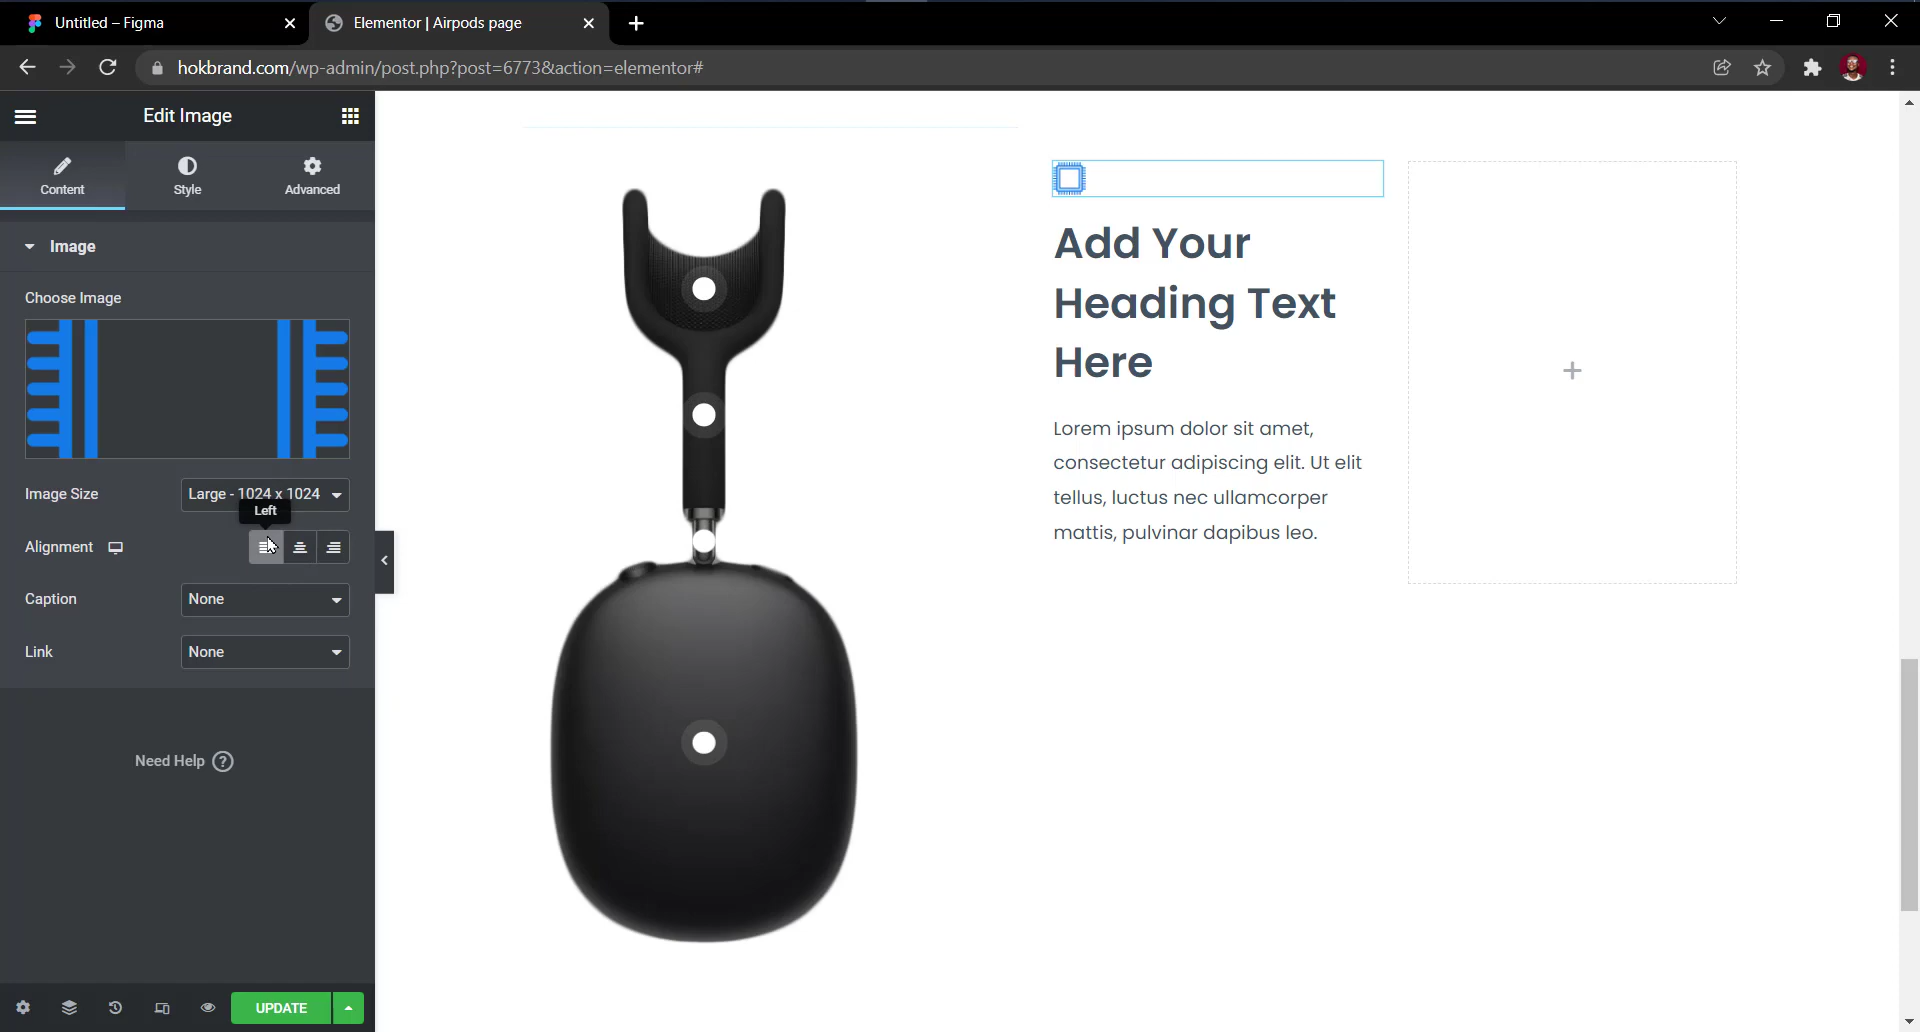 Untitled – Figma
Elementor | Airpods page
hokbrand.com/wp-admin/post.php?post=6773&action=elementor#
Edit Image
Content
Style
Advanced
Image
Choose Image
Image Size
Large - 1024 x 1024
Left
Alignment
Caption
None
Link
None
Need Help ?
UPDATE
Add Your
Heading Text
Here
Lorem ipsum dolor sit amet,
consectetur adipiscing elit. Ut elit
tellus, luctus nec ullamcorper
mattis, pulvinar dapibus leo.